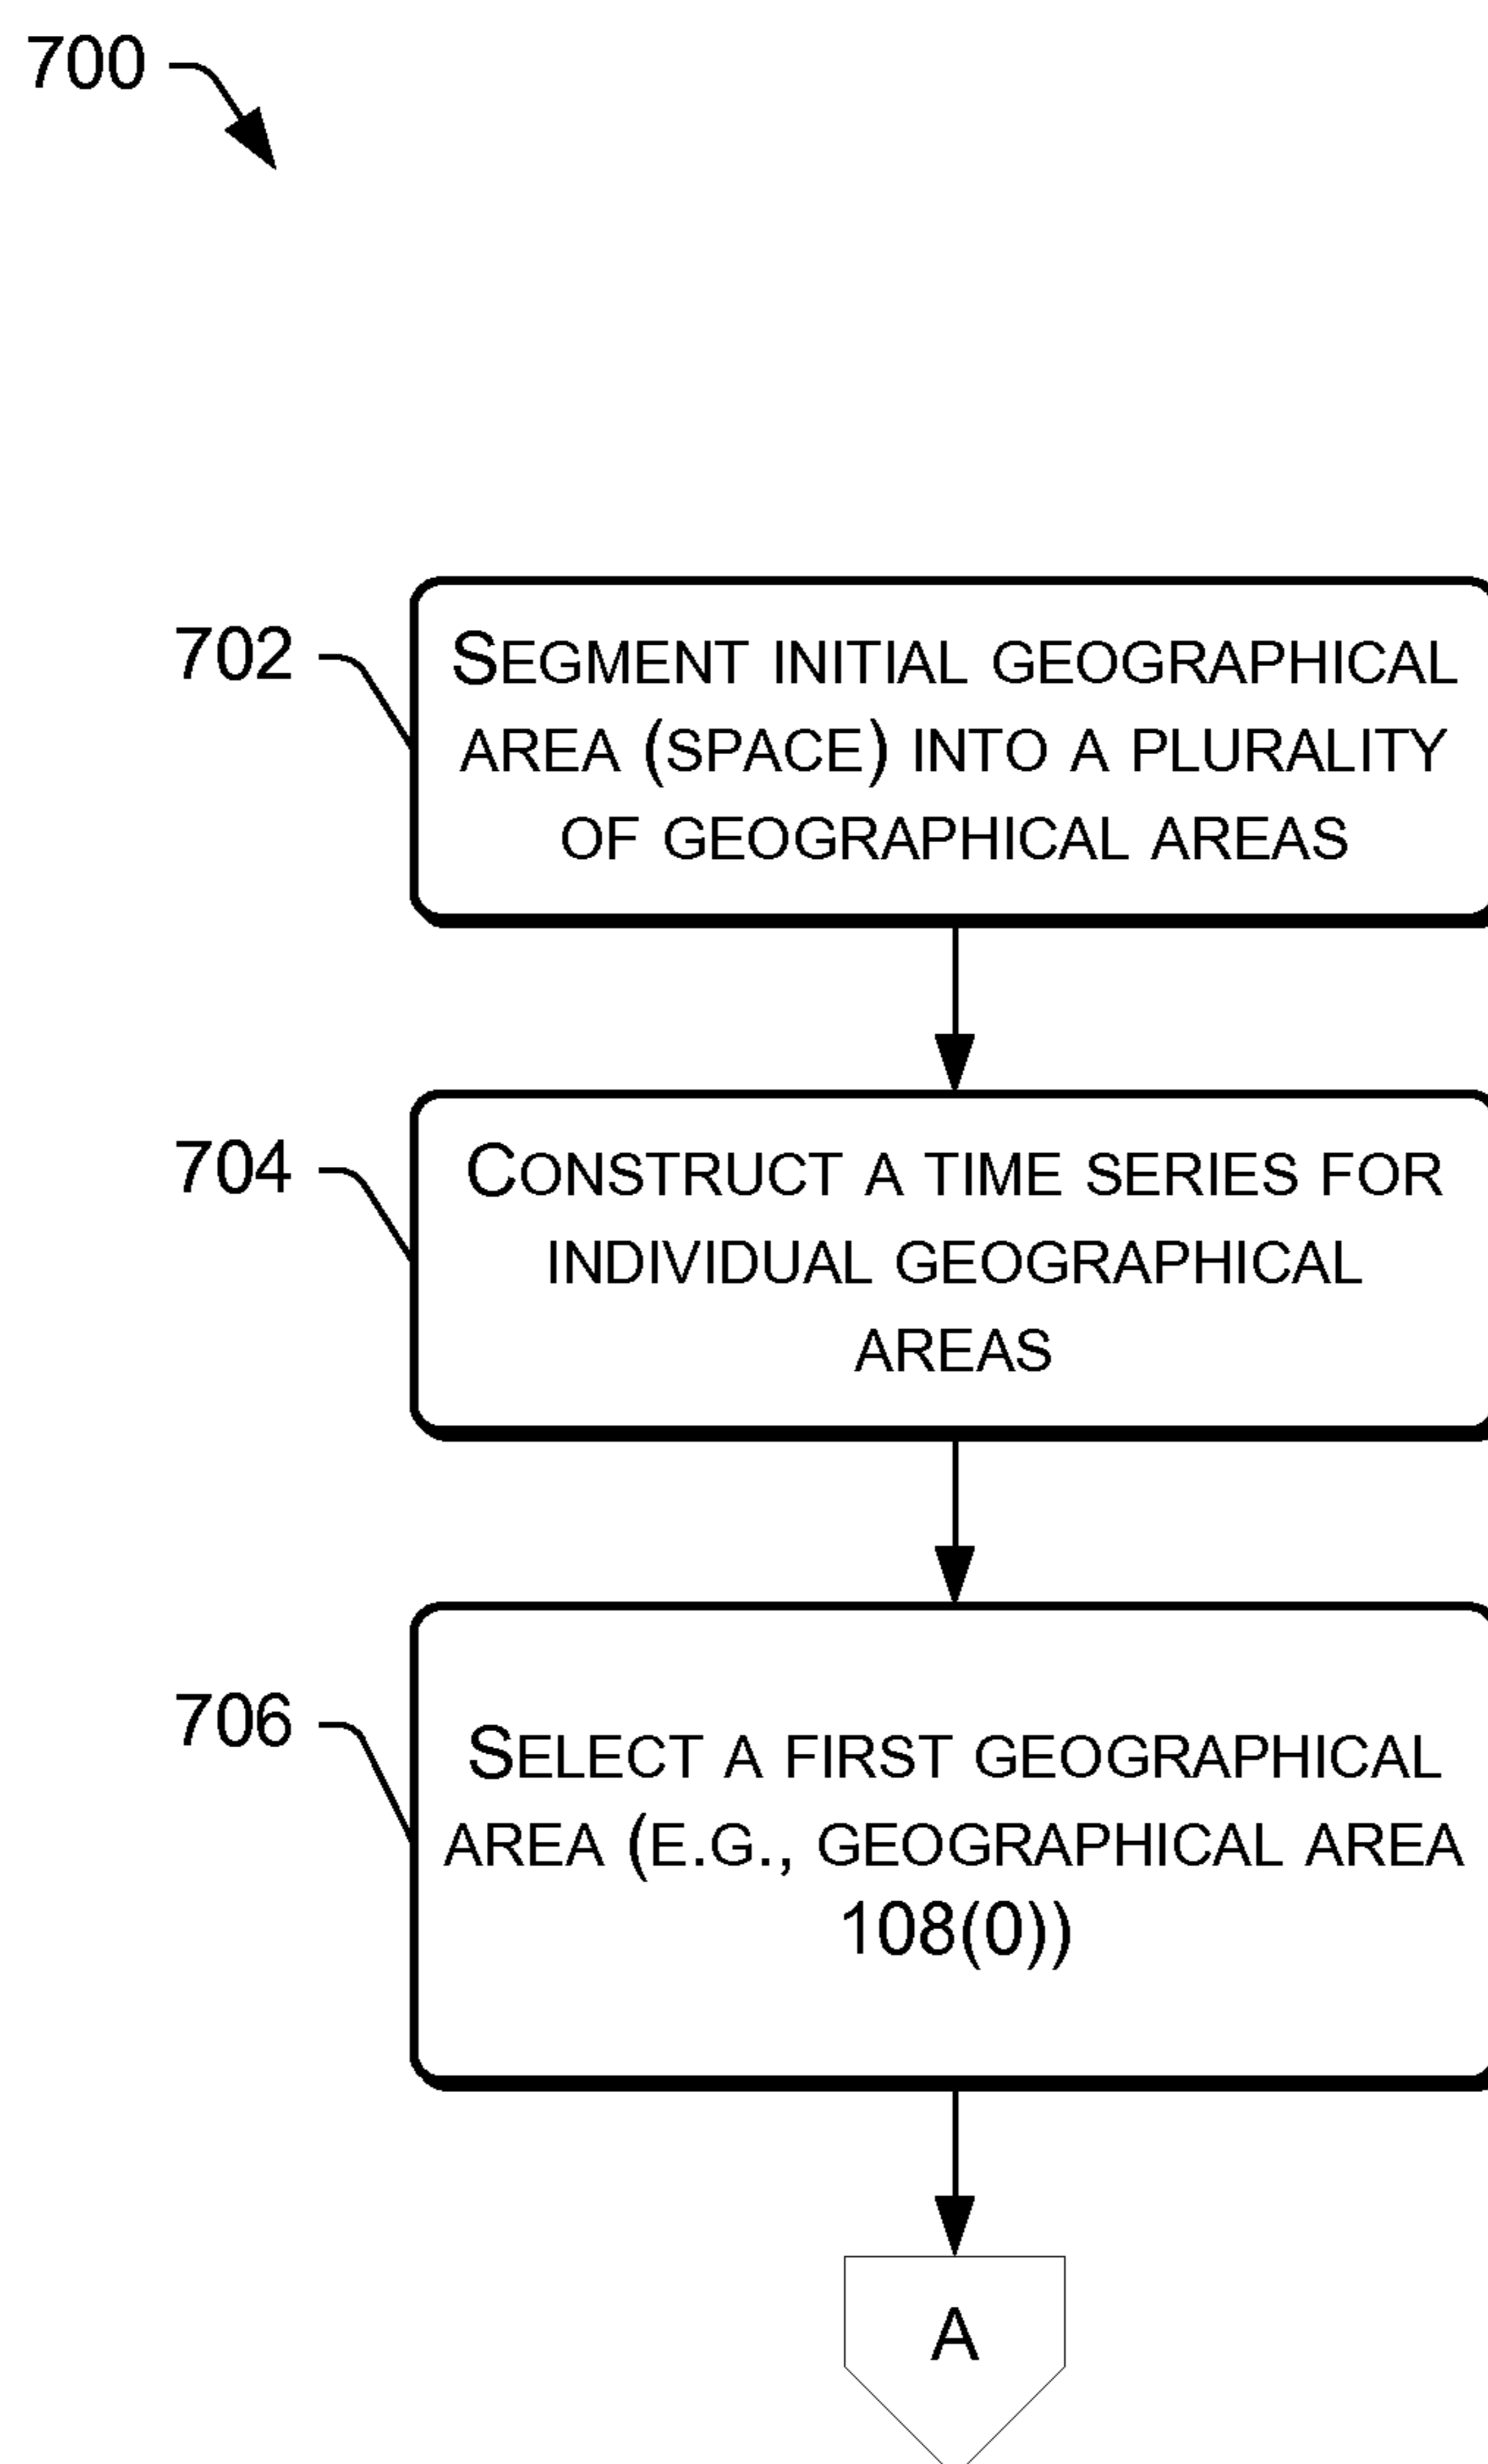 700
702
SEGMENT INITIAL GEOGRAPHICAL
AREA (SPACE) INTO A PLURALITY
OF GEOGRAPHICAL AREAS
704
CONSTRUCT A TIME SERIES FOR
INDIVIDUAL GEOGRAPHICAL
AREAS
706
SELECT A FIRST GEOGRAPHICAL
AREA (E.G., GEOGRAPHICAL AREA
108(0))
A